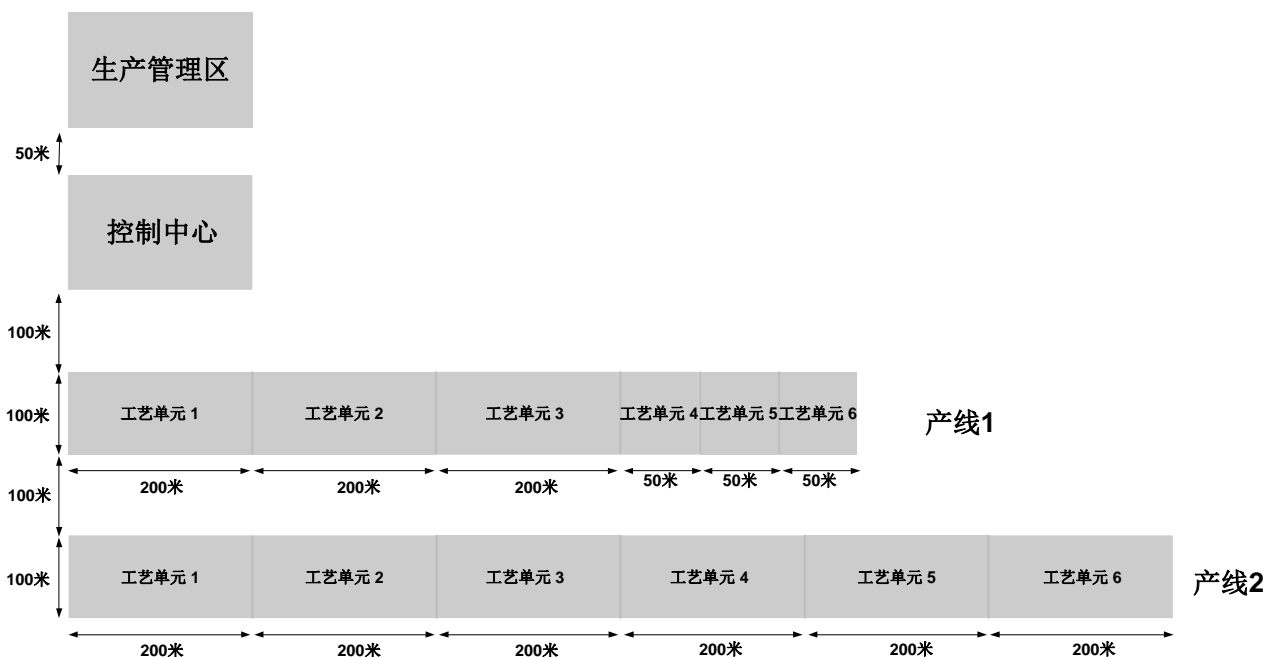 生产管理区
50米
控制中心
100米
100米
工艺单元 1
工艺单元 2
工艺单元 3
工艺单元 4
工艺单元 5
工艺单元 6
产线1
200米
200米
200米
50米
50米
50米
100米
100米
工艺单元 1
工艺单元 2
工艺单元 3
工艺单元 4
工艺单元 5
工艺单元 6
产线2
200米
200米
200米
200米
200米
200米